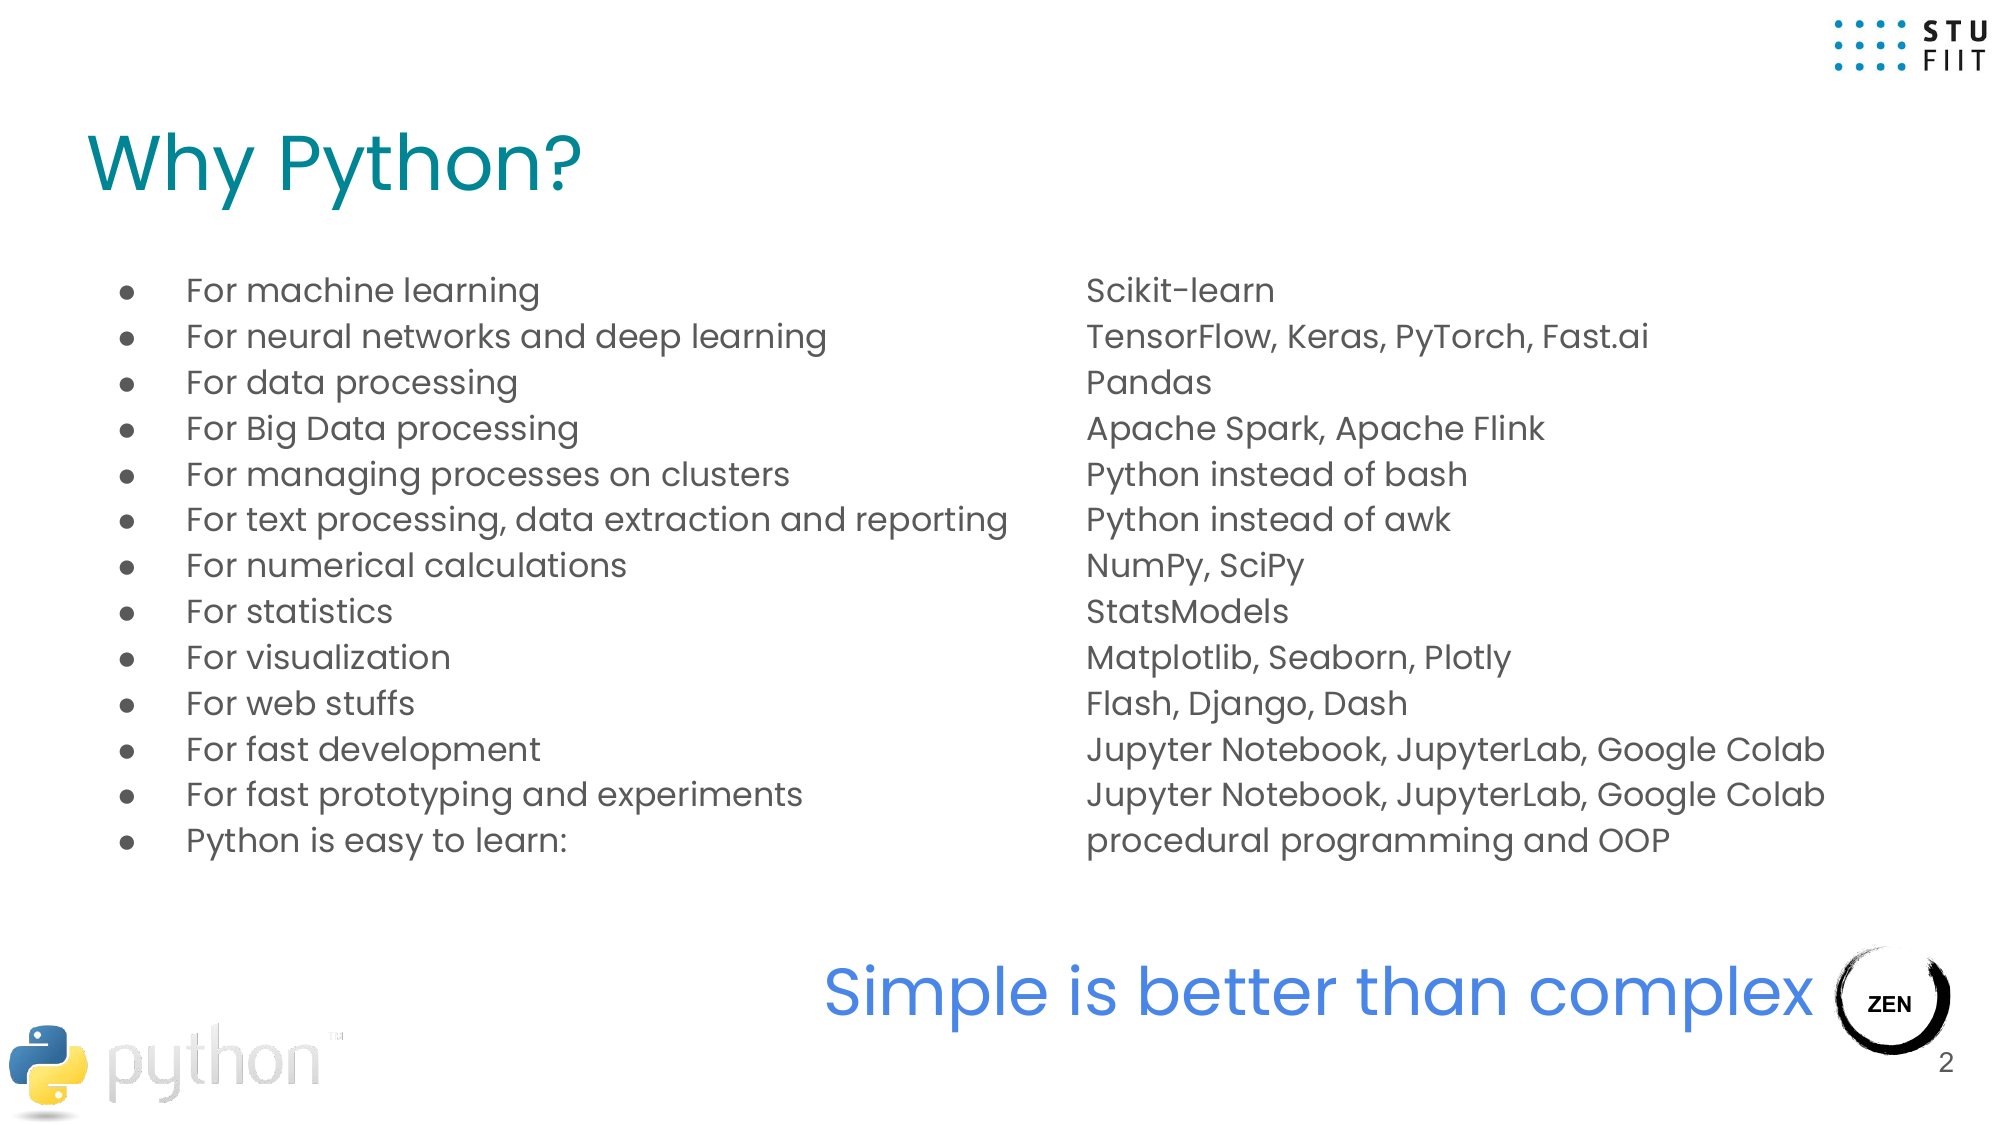 STU
FIIT
Why Python?
● For machine learning Scikit-learn
● For neural networks and deep learning TensorFlow, Keras, PyTorch, Fast.ai
● For data processing Pandas
● For Big Data processing Apache Spark, Apache Flink
● For managing processes on clusters Python instead of bash
● For text processing, data extraction and reporting Python instead of awk
● For numerical calculations NumPy, SciPy
● For statistics StatsModels
● For visualization Matplotlib, Seaborn, Plotly
● For web stuffs Flash, Django, Dash
● For fast development Jupyter Notebook, JupyterLab, Google Colab
● For fast prototyping and experiments Jupyter Notebook, JupyterLab, Google Colab
● Python is easy to learn: procedural programming and OOP
Simple is better than complex
ZEN
python™
2